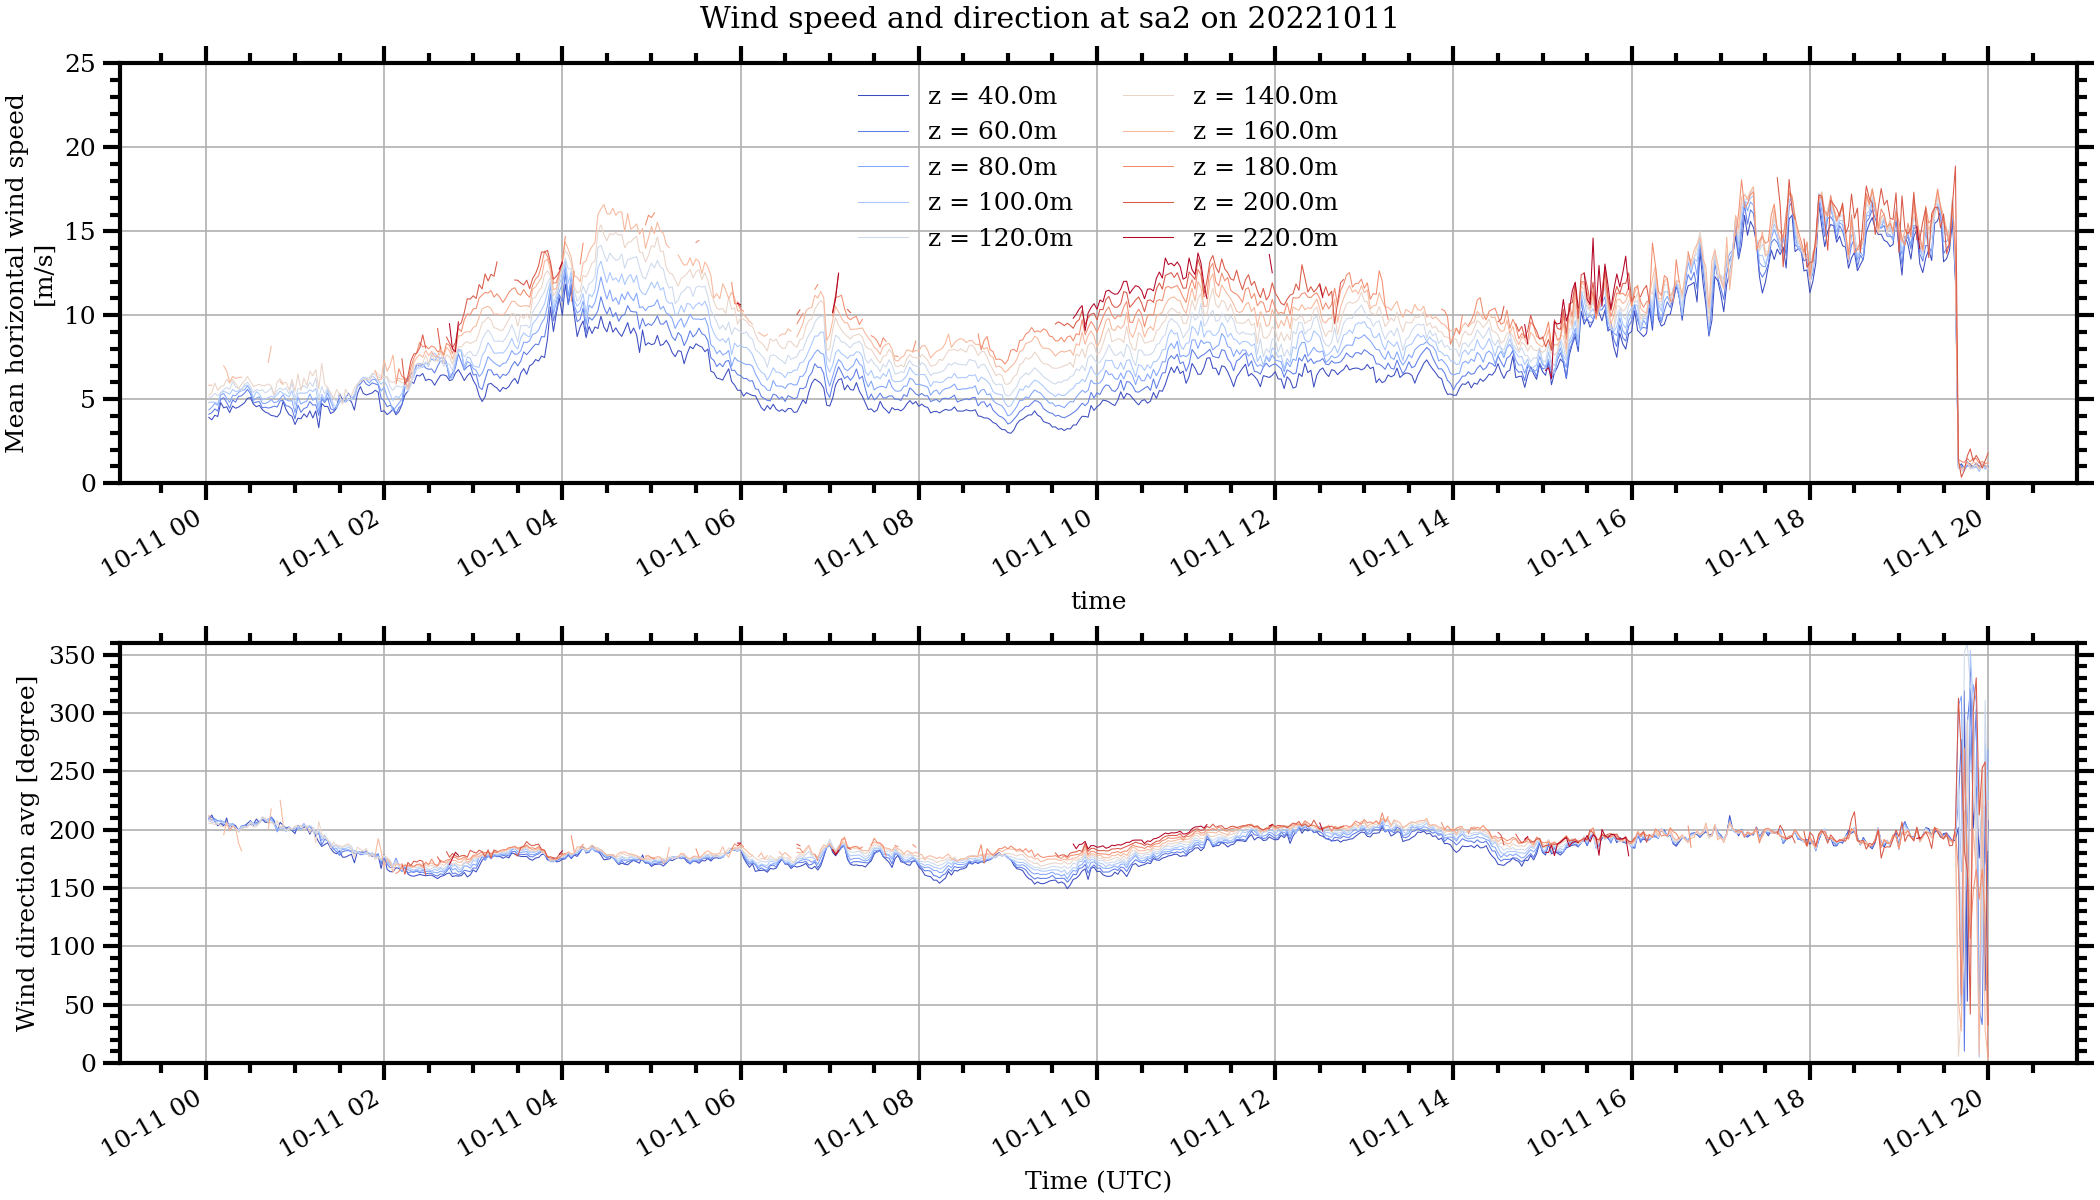 Wind speed and direction at sa2 on 20221011
Mean horizontal wind speed
[m/s]
25
20
15
10
5
0
z = 40.0m
z = 60.0m
z = 80.0m
z = 100.0m
z = 120.0m
z = 140.0m
z = 160.0m
z = 180.0m
z = 200.0m
z = 220.0m
10-11 00
10-11 02
10-11 04
10-11 06
10-11 08
10-11 10
10-11 12
10-11 14
10-11 16
10-11 18
10-11 20
time
Wind direction avg [degree]
350
300
250
200
150
100
50
0
10-11 00
10-11 02
10-11 04
10-11 06
10-11 08
10-11 10
10-11 12
10-11 14
10-11 16
10-11 18
10-11 20
Time (UTC)